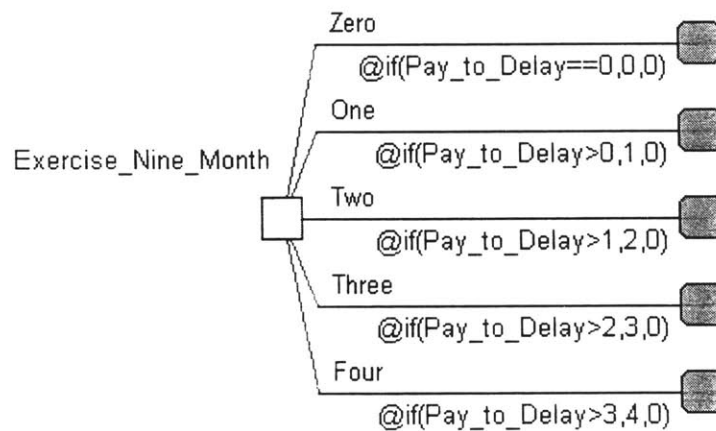 Zero
@if(Pay_to_Delay==0,0,0)
One
@if(Pay_to_Delay>0,1,0)
Exercise_Nine_Month
Two
@if(Pay_to_Delay>1,2,0)
Three
@if(Pay_to_Delay>2,3,0)
Four
@if(Pay_to_Delay>3,4,0)